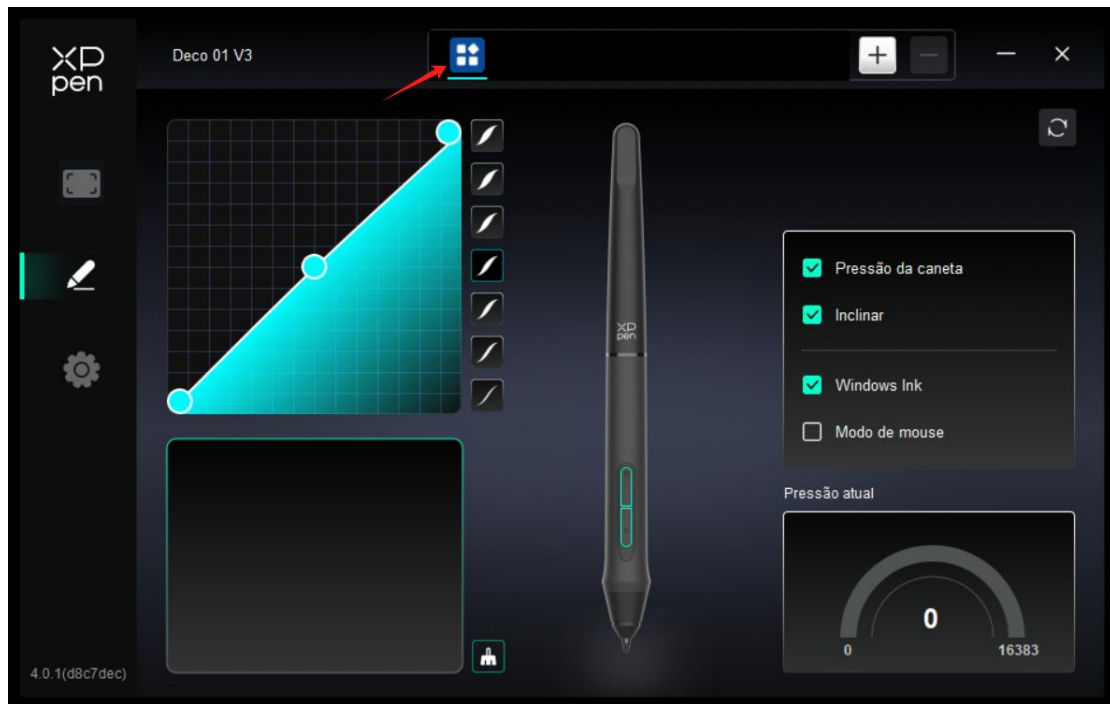 XP
pen
Deco 01 V3
Pressão da caneta
Inclinar
XP
pen
Windows Ink
Modo de mouse
Pressão atual
0
0
16383
4.0.1(d8c7dec)